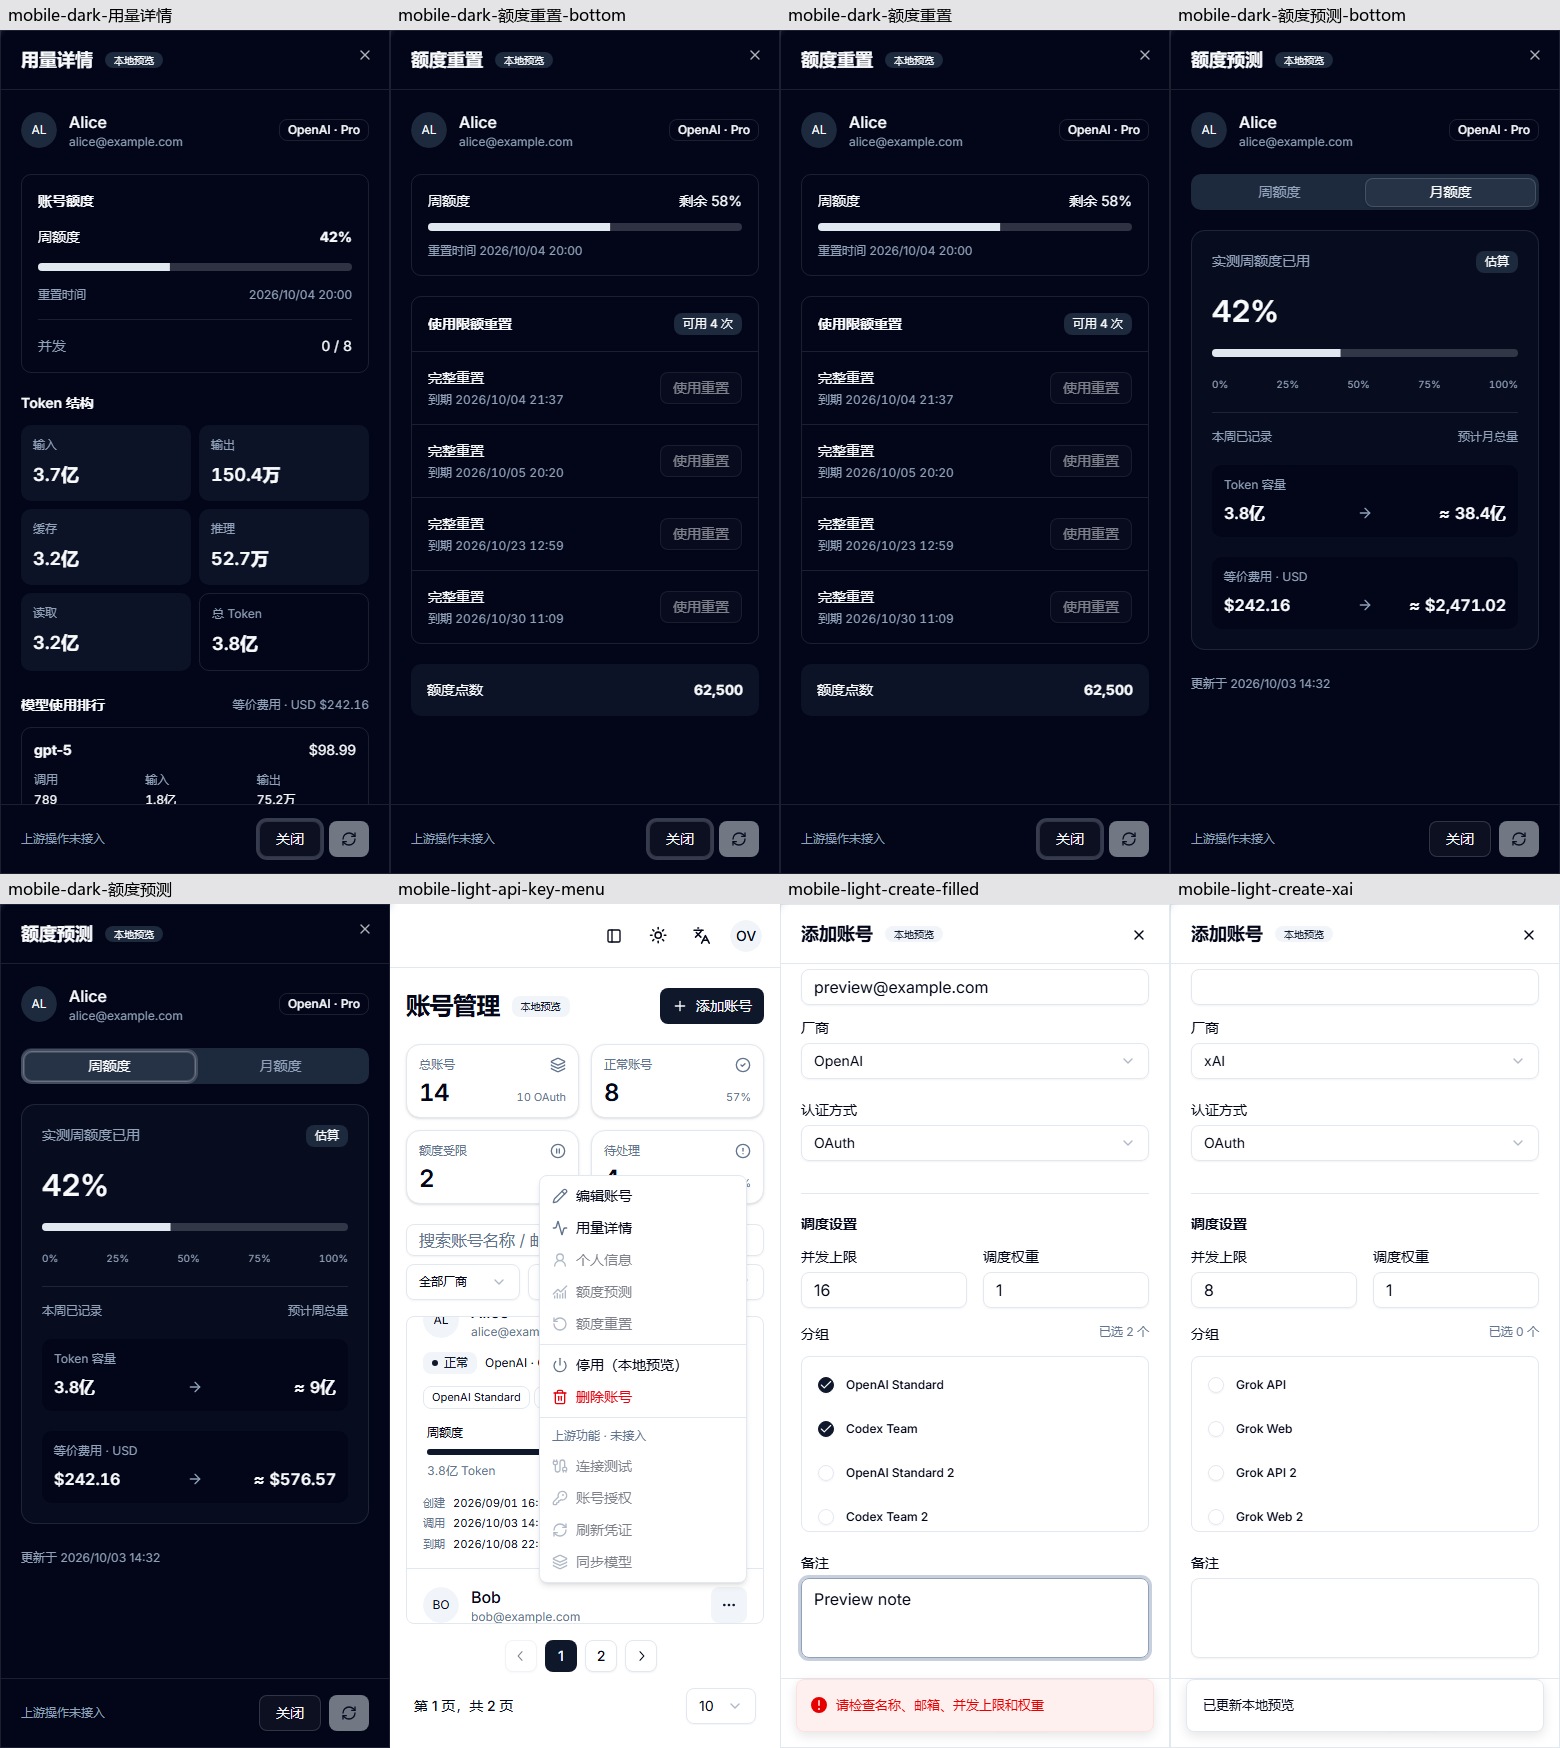 mobile-dark-用量详情
用量详情 本地预览
AL Alice OpenAI · Pro
alice@example.com
账号额度
周额度 42%
重置时间 2026/10/04 20:00
并发 0 / 8
Token 结构
输入 输出
3.7亿 150.4万
缓存 推理
3.2亿 52.7万
读取 总 Token
3.2亿 3.8亿
模型使用排行 等价费用 · USD $242.16
gpt-5 $98.99
调用 输入 输出
789 1.8亿 75.2万
上游操作未接入 关闭
mobile-dark-额度重置-bottom
额度重置 本地预览
AL Alice OpenAI · Pro
alice@example.com
周额度 剩余 58%
重置时间 2026/10/04 20:00
使用限额重置 可用 4 次
完整重置 使用重置
到期 2026/10/04 21:37
完整重置 使用重置
到期 2026/10/05 20:20
完整重置 使用重置
到期 2026/10/23 12:59
完整重置 使用重置
到期 2026/10/30 11:09
额度点数 62,500
上游操作未接入 关闭
mobile-dark-额度重置
额度重置 本地预览
AL Alice OpenAI · Pro
alice@example.com
周额度 剩余 58%
重置时间 2026/10/04 20:00
使用限额重置 可用 4 次
完整重置 使用重置
到期 2026/10/04 21:37
完整重置 使用重置
到期 2026/10/05 20:20
完整重置 使用重置
到期 2026/10/23 12:59
完整重置 使用重置
到期 2026/10/30 11:09
额度点数 62,500
上游操作未接入 关闭
mobile-dark-额度预测-bottom
额度预测 本地预览
AL Alice OpenAI · Pro
alice@example.com
周额度 月额度
实测周额度已用 估算
42%
0% 25% 50% 75% 100%
本周已记录 预计月总量
Token 容量
3.8亿 → ≈ 38.4亿
等价费用 · USD
$242.16 → ≈ $2,471.02
更新于 2026/10/03 14:32
上游操作未接入 关闭
mobile-dark-额度预测
额度预测 本地预览
AL Alice OpenAI · Pro
alice@example.com
周额度 月额度
实测周额度已用 估算
42%
0% 25% 50% 75% 100%
本周已记录 预计周总量
Token 容量
3.8亿 → ≈ 9亿
等价费用 · USD
$242.16 → ≈ $576.57
更新于 2026/10/03 14:32
上游操作未接入 关闭
mobile-light-api-key-menu
OV
账号管理 本地预览 + 添加账号
总账号 正常账号
14 10 OAuth 8 57%
额度受限 待处理
2
搜索账号名称 / 邮
全部厂商
AL
alice@exam
正常 OpenAI ·
OpenAI Standard
周额度
3.8亿 Token
创建 2026/09/01 16:
调用 2026/10/03 14:
到期 2026/10/08 22:
编辑账号
用量详情
个人信息
额度预测
额度重置
停用（本地预览）
删除账号
上游功能 · 未接入
连接测试
账号授权
刷新凭证
同步模型
BO Bob ...
bob@example.com
1 2
第 1 页，共 2 页 10
mobile-light-create-filled
添加账号 本地预览
preview@example.com
厂商
OpenAI
认证方式
OAuth
调度设置
并发上限 调度权重
16 1
分组 已选 2 个
OpenAI Standard
Codex Team
OpenAI Standard 2
Codex Team 2
备注
Preview note
请检查名称、邮箱、并发上限和权重
mobile-light-create-xai
添加账号 本地预览
厂商
xAI
认证方式
OAuth
调度设置
并发上限 调度权重
8 1
分组 已选 0 个
Grok API
Grok Web
Grok API 2
Grok Web 2
备注
已更新本地预览